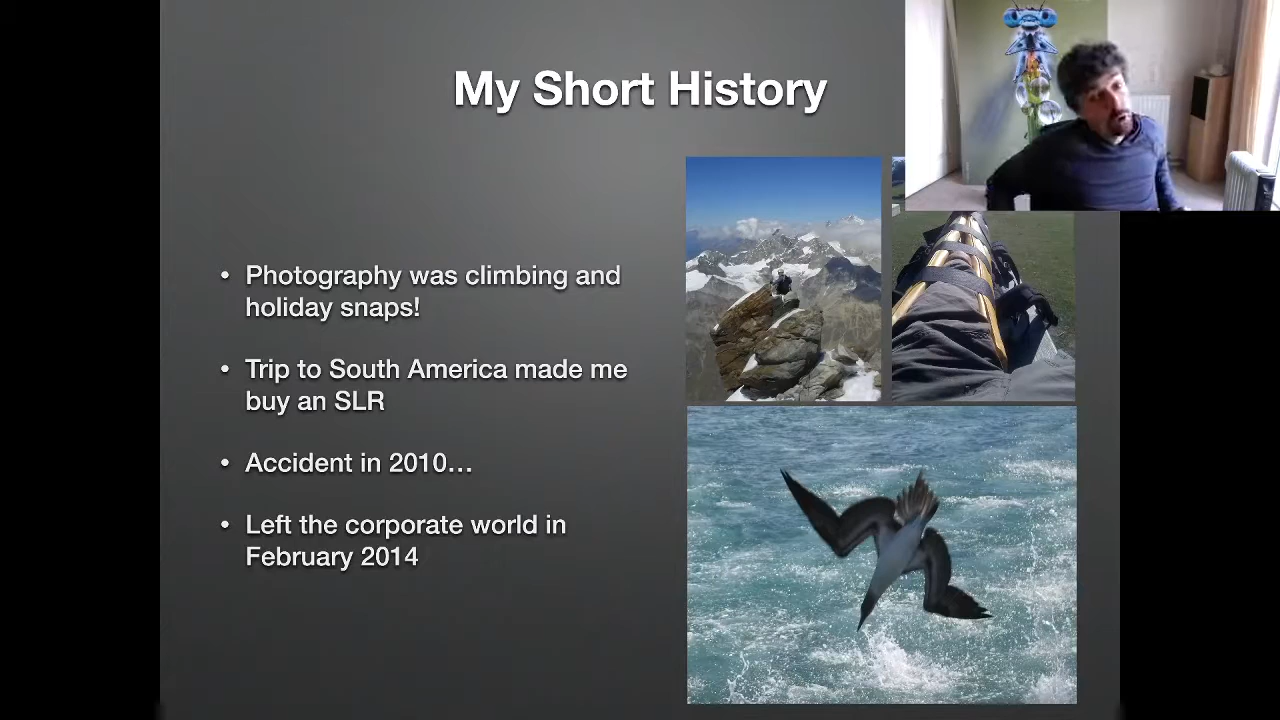 My Short History
• Photography was climbing and
holiday snaps!
• Trip to South America made me
buy an SLR
• Accident in 2010…
• Left the corporate world in
February 2014